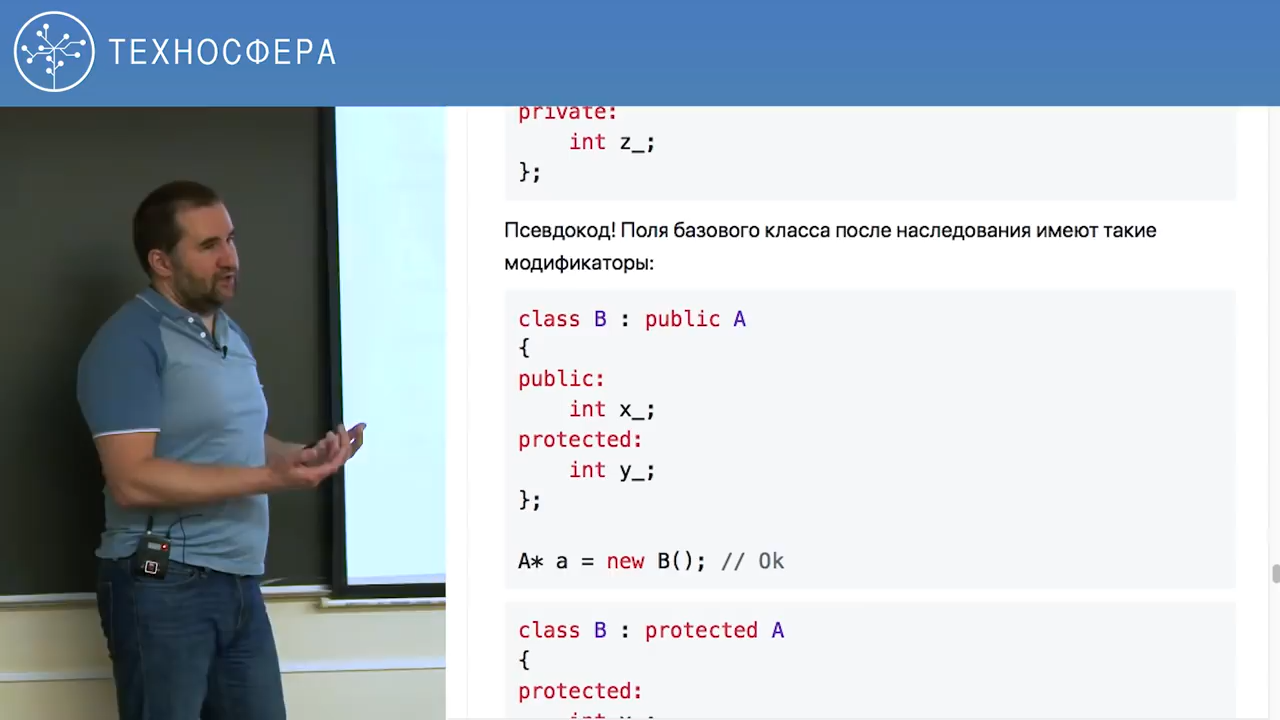 ТЕХНОСФЕРА
private:
    int z_;
};
Псевдокод! Поля базового класса после наследования имеют такие
модификаторы:
class B : public A
{
public:
    int x_;
protected:
    int y_;
};
A* a = new B(); // Ok
class B : protected A
{
protected: